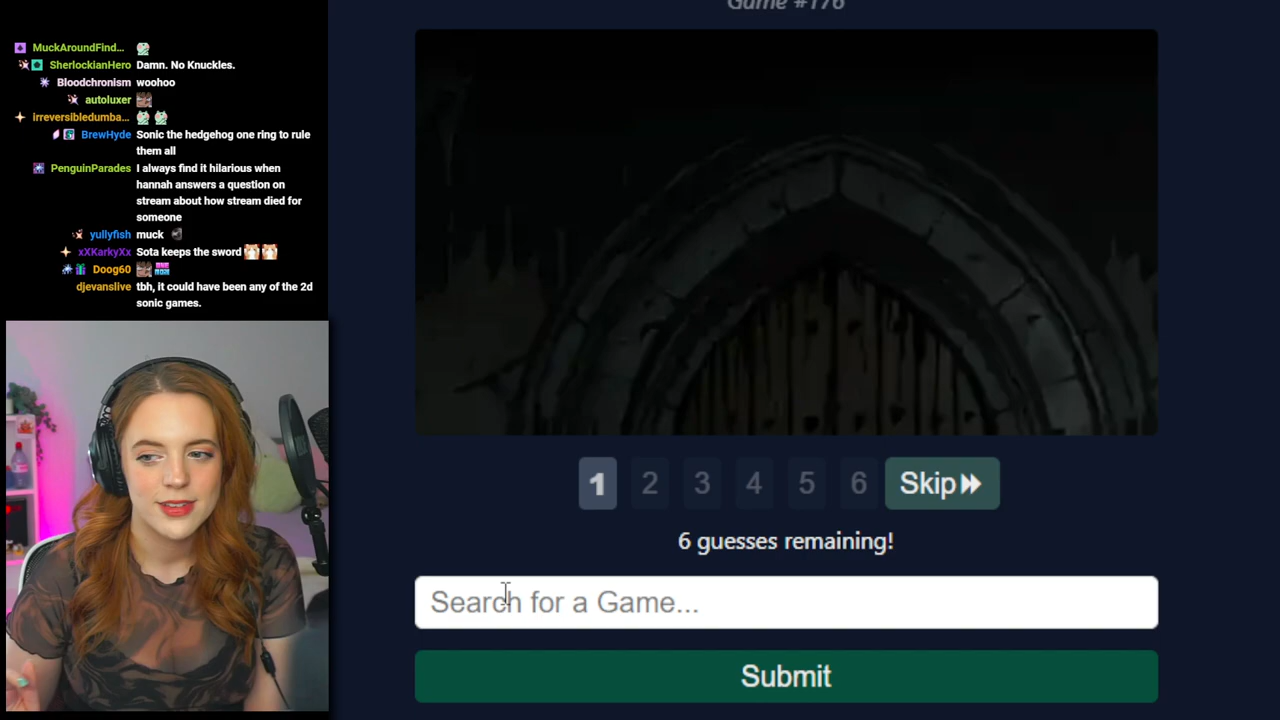 Game #176
MuckAroundFind...
SherlockianHero Damn. No Knuckles.
Bloodchronism woohoo
autoluxer
irreversibledumba...
BrewHyde Sonic the hedgehog one ring to rule
them all
PenguinParades I always find it hilarious when
hannah answers a question on
stream about how stream died for
someone
yullyfish muck
xXKarkyXx Sota keeps the sword
Doog60
djevanslive tbh, it could have been any of the 2d
sonic games.
1 2 3 4 5 6 Skip
6 guesses remaining!
Search for a Game...
Submit